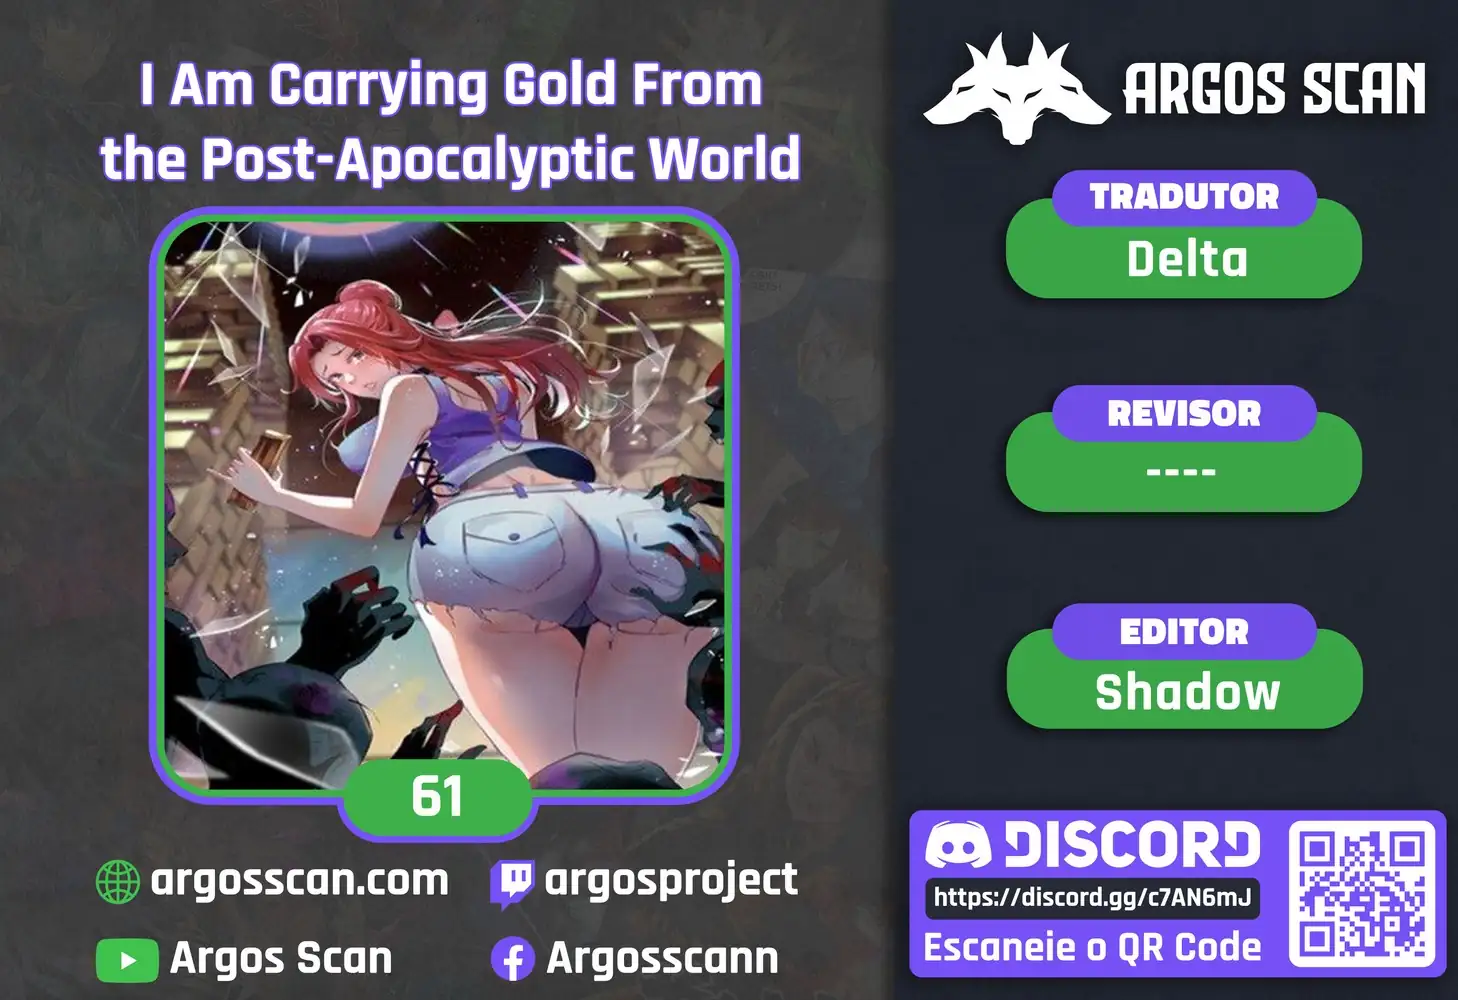 I Am Carrying Gold From
the Post-Apocalyptic World
61
argosscan.com
argosproject
Argos Scan
Argosscann
ARGOS SCAN
TRADUTOR
Delta
REVISOR
----
EDITOR
Shadow
DISCORD
https://discord.gg/c7AN6mJ
Escaneie o QR Code